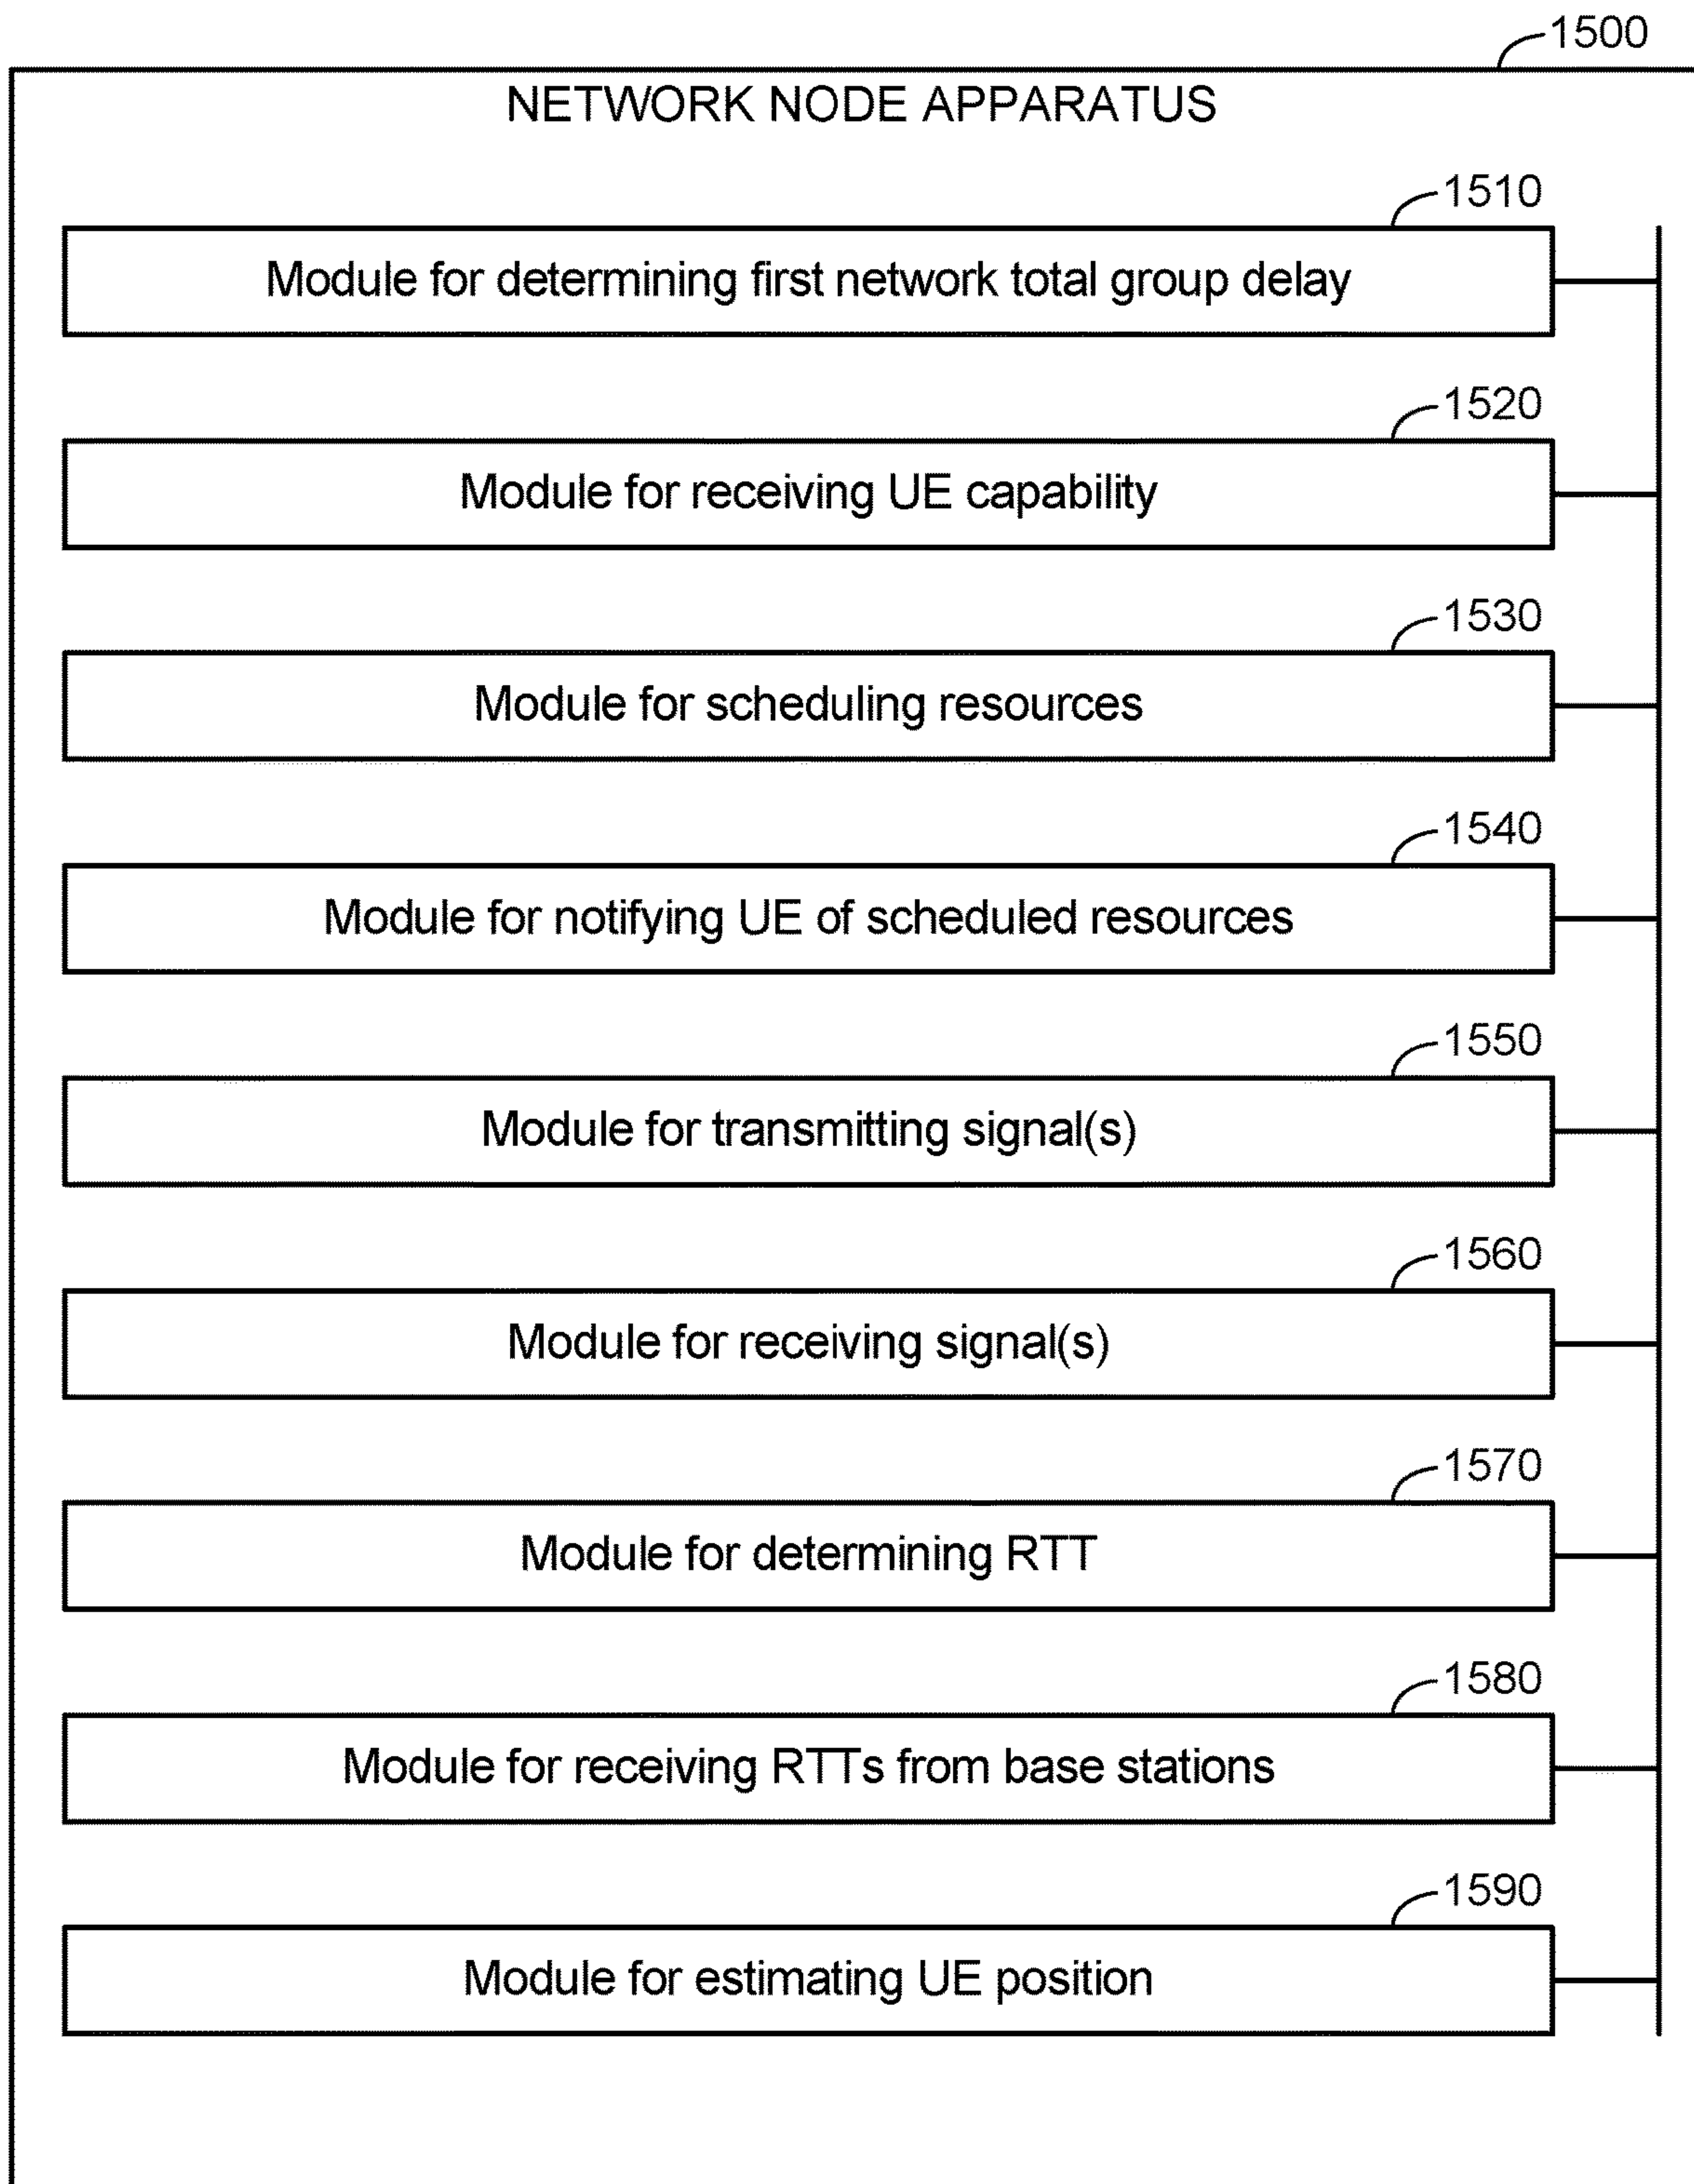 1500
NETWORK NODE APPARATUS
1510
Module for determining first network total group delay
1520
Module for receiving UE capability
1530
Module for scheduling resources
1540
Module for notifying UE of scheduled resources
1550
Module for transmitting signal(s)
1560
Module for receiving signal(s)
1570
Module for determining RTT
1580
Module for receiving RTTs from base stations
1590
Module for estimating UE position